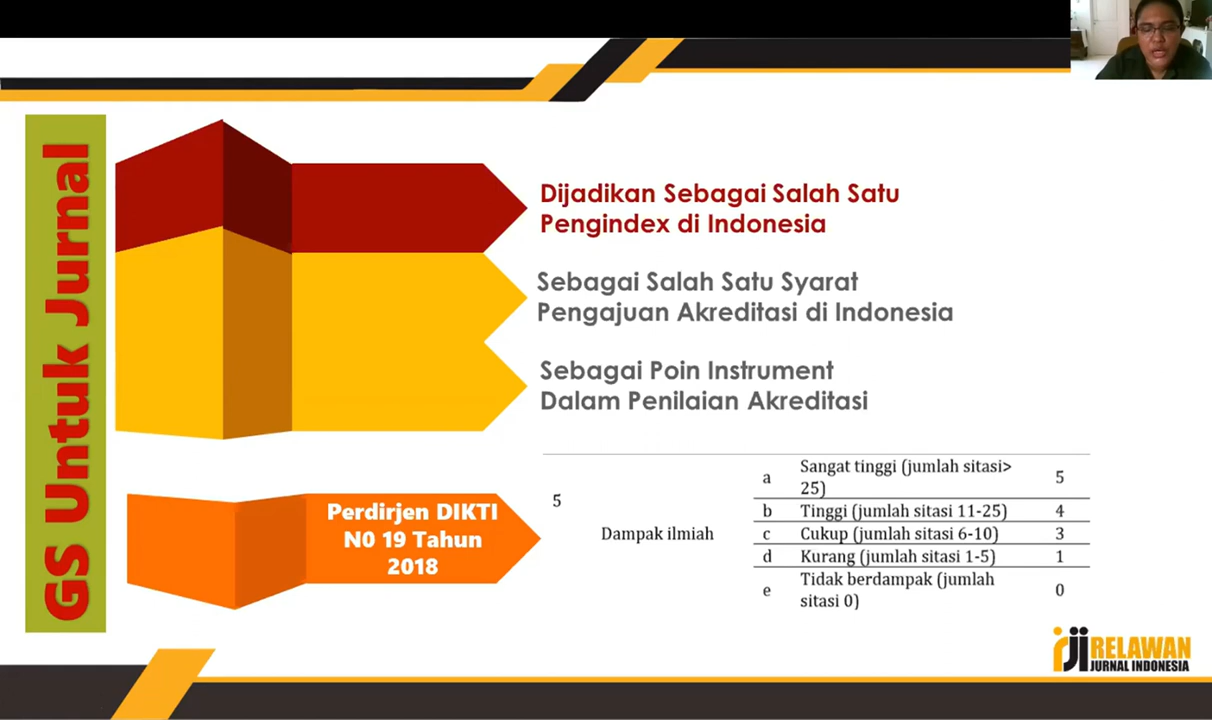 GS Untuk Jurnal
Dijadikan Sebagai Salah Satu
Pengindex di Indonesia
Sebagai Salah Satu Syarat
Pengajuan Akreditasi di Indonesia
Sebagai Poin Instrument
Dalam Penilaian Akreditasi
Perdirjen DIKTI
N0 19 Tahun
2018
5
Dampak ilmiah
a Sangat tinggi (jumlah sitasi> 5
25)
b Tinggi (jumlah sitasi 11-25) 4
c Cukup (jumlah sitasi 6-10) 3
d Kurang (jumlah sitasi 1-5) 1
e Tidak berdampak (jumlah 0
sitasi 0)
rji RELAWAN
JURNAL INDONESIA